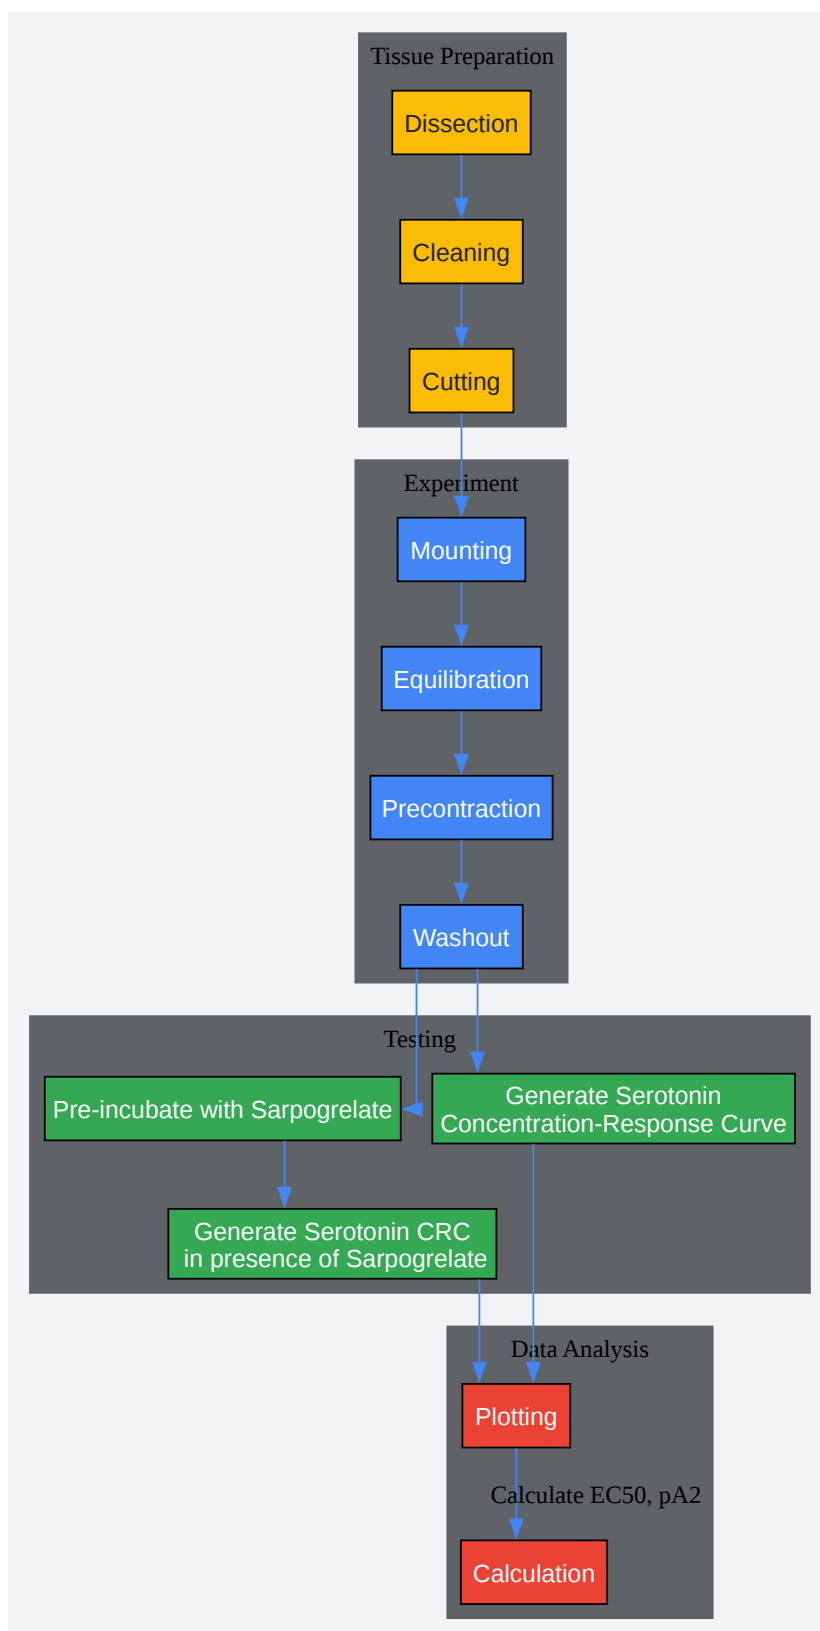 Tissue Preparation
Dissection
Cleaning
Cutting
Experiment
Mounting
Equilibration
Precontraction
Washout
Testing
Pre-incubate with Sarpogrelate
Generate Serotonin
Concentration-Response Curve
Generate Serotonin CRC
in presence of Sarpogrelate
Data Analysis
Plotting
Calculate EC50, pA2
Calculation